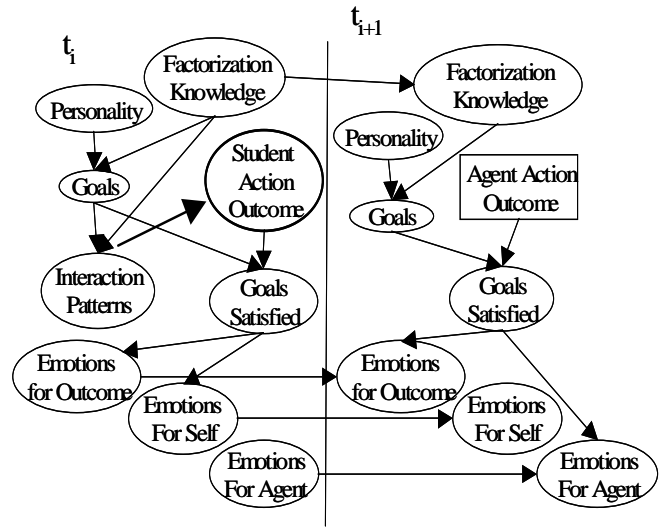 t_i
Factorization
Knowledge
Personality
Goals
Student
Action
Outcome
Interaction
Patterns
Goals
Satisfied
Emotions
for Outcome
Emotions
For Self
Emotions
For Agent
t_{i+1}
Factorization
Knowledge
Personality
Goals
Agent Action
Outcome
Goals
Satisfied
Emotions
for Outcome
Emotions
For Self
Emotions
For Agent